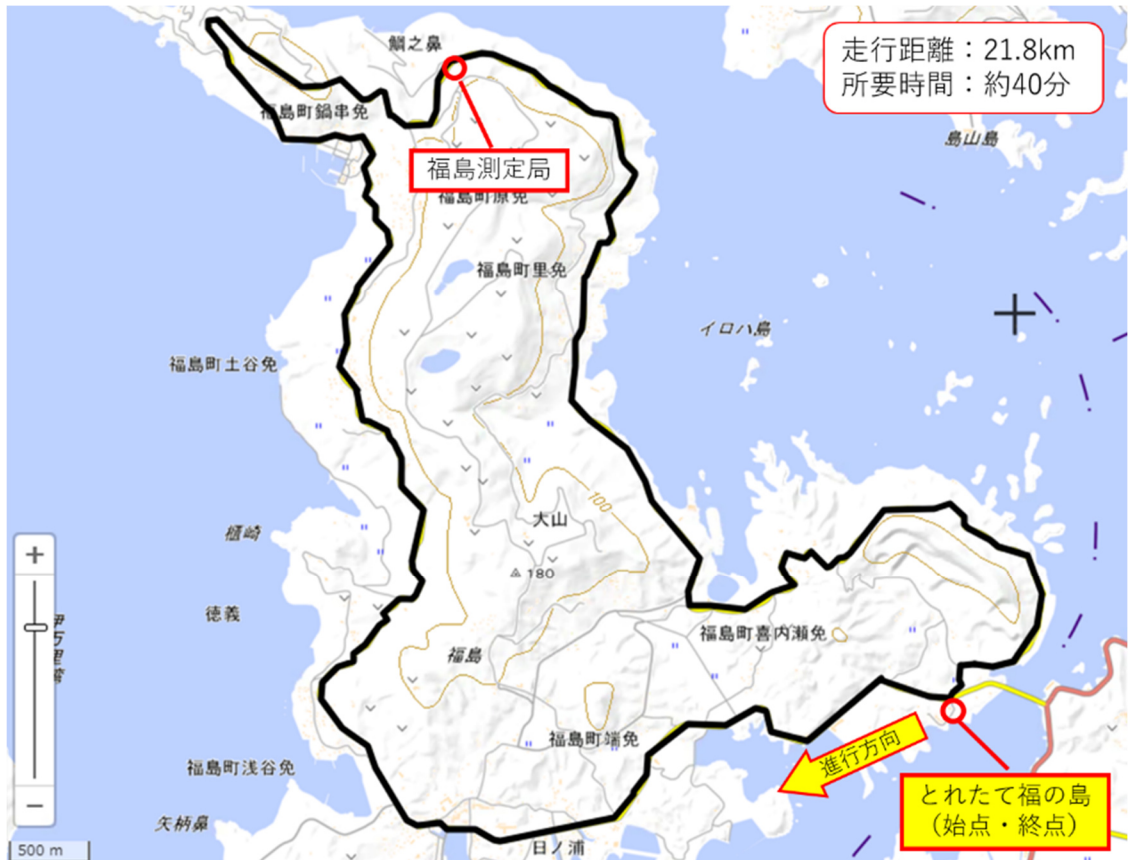 走行距離：21.8km
所要時間：約40分
鯛之鼻
福島町鍋串免
島山島
福島測定局
福島町原免
福島町里免
イロハ島
福島町土谷免
100
大山
櫃崎
180
徳義
伊万里湾
福島町喜内瀬免
福島
福島町端免
進行方向
福島町浅谷免
とれたて福の島
（始点・終点）
矢柄鼻
日ノ浦
+
−
500 m